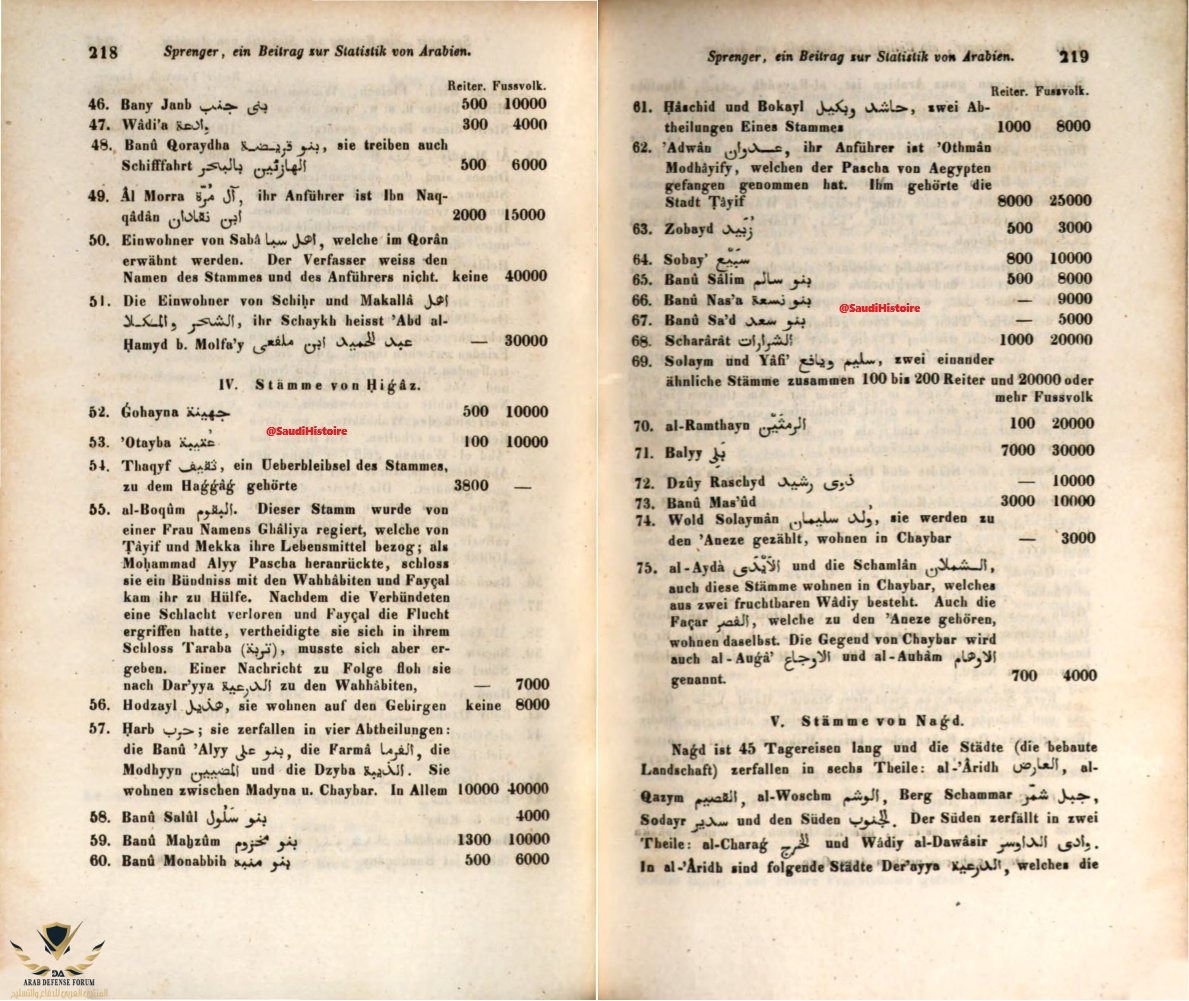 218 Sprenger, ein Beitrag zur Statistik von Arabien.
Reiter. Fussvolk.
46. Bany Janb بنى جنب 500 10000
47. Wâdi'a وادعة 300 4000
48. Banû Qoraydha بنو قريضة, sie treiben auch
Schifffahrt الهازئين بالبحر 500 6000
49. Âl Morra آل مُرّة, ihr Anführer ist Ibn Naq-
qâdân ابن نقادان 2000 15000
50. Einwohner von Sabâ اهل سبا, welche im Qorân
erwähnt werden. Der Verfasser weiss den
Namen des Stammes und des Anführers nicht. keine 40000
51. Die Einwohner von Schiḥr und Makallâ اهل
الشحر والمكلا, ihr Schaykh heisst 'Abd al-
Ḥamyd b. Molfa'y عبد الحميد ابن ملفعى — 30000
IV. Stämme von Ḥiǵâz.
52. Ǵohayna جهينة 500 10000
@SaudiHistoire
53. 'Otayba عتيبة 100 10000
54. Thaqyf ثقيف, ein Ueberbleibsel des Stammes,
zu dem Haǵǵâǵ gehörte 3800 —
55. al-Boqûm البقوم. Dieser Stamm wurde von
einer Frau Namens Ghâliya regiert, welche von
Ṭâyif und Mekka ihre Lebensmittel bezog; als
Moḥammad Alyy Pascha heranrückte, schloss
sie ein Bündniss mit den Wahhâbiten und Fayçal
kam ihr zu Hülfe. Nachdem die Verbündeten
eine Schlacht verloren und Fayçal die Flucht
ergriffen hatte, vertheidigte sie sich in ihrem
Schloss Taraba (تربة), musste sich aber er-
geben. Einer Nachricht zu Folge floh sie
nach Dar'yya الدرعية zu den Wahhâbiten, — 7000
56. Hodzayl هذيل, sie wohnen auf den Gebirgen keine 8000
57. Ḥarb حرب; sie zerfallen in vier Abtheilungen:
die Banû 'Alyy بنو على, die Farmâ الفرما, die
Modhyyn المضيين und die Dzyba الذيبة. Sie
wohnen zwischen Madyna u. Chaybar. In Allem 10000 40000
58. Banû Salûl بنو سَلُول 4000
59. Banû Maḥzûm بنو مخزوم 1300 10000
60. Banû Monabbih بنو منبه 500 6000
DA
ARAB DEFENSE FORUM
المنتدى العربي للدفاع والتسليح
Sprenger, ein Beitrag zur Statistik von Arabien. 219
Reiter. Fussvolk.
61. Ḥâschid und Bokayl حاشد وبكيل, zwei Ab-
theilungen Eines Stammes 1000 8000
62. 'Adwân عدوان, ihr Anführer ist 'Othmân
Modhâyify, welchen der Pascha von Aegypten
gefangen genommen hat. Ihm gehörte die
Stadt Ṭâyif 8000 25000
63. Zobayd زُبَيد 500 3000
64. Sobay' سُبَيْع 800 10000
65. Banû Sâlim بنو سالم 500 8000
66. Banû Nas'a بنو نسعة — 9000
@SaudiHistoire
67. Banû Sa'd بنو سعد — 5000
68. Scharârât الشرارات 1000 20000
69. Solaym und Yâfi' سليم ويافع, zwei einander
ähnliche Stämme zusammen 100 bis 200 Reiter und 20000 oder
mehr Fussvolk
70. al-Ramthayn الرمثَيْن 100 20000
71. Balyy بَلِى 7000 30000
72. Dzûy Raschyd ذوى رشيد — 10000
73. Banû Mas'ûd 3000 10000
74. Wold Solaymân ولد سليمان, sie werden zu
den 'Aneze gezählt, wohnen in Chaybar — 3000
75. al-Aydà الأَيْدَى und die Schamlân الشملان,
auch diese Stämme wohnen in Chaybar, welches
aus zwei fruchtbaren Wâdiy besteht. Auch die
Façar الفصر, welche zu den 'Aneze gehören,
wohnen daselbst. Die Gegend von Chaybar wird
auch al-Auǵâ' الاوجاع und al-Auhâm الاوهام
genannt. 700 4000
V. Stämme von Naǵd.
Naǵd ist 45 Tagereisen lang und die Städte (die bebaute
Landschaft) zerfallen in sechs Theile: al-'Âridh العارض, al-
Qazym القصيم, al-Woschm الوشم, Berg Schammar جبل شمّر,
Sodayr سدير und den Süden الجنوب. Der Süden zerfällt in zwei
Theile: al-Charaǵ الخرج und Wâdiy al-Dawâsir وادى الداوسر.
In al-'Âridh sind folgende Städte Der'ayya الدرعية, welches die